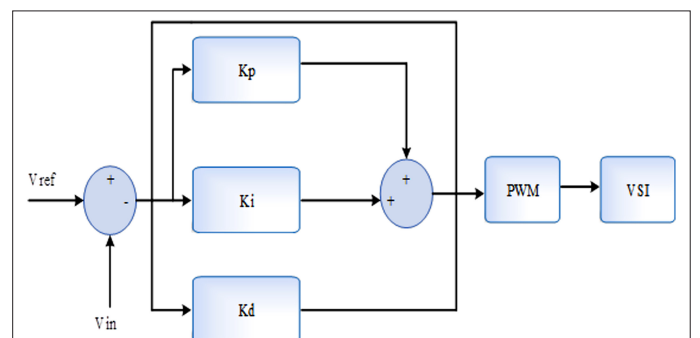 Kp
Vref
+
-
Ki
+
+
PWM
VSI
Vin
Kd